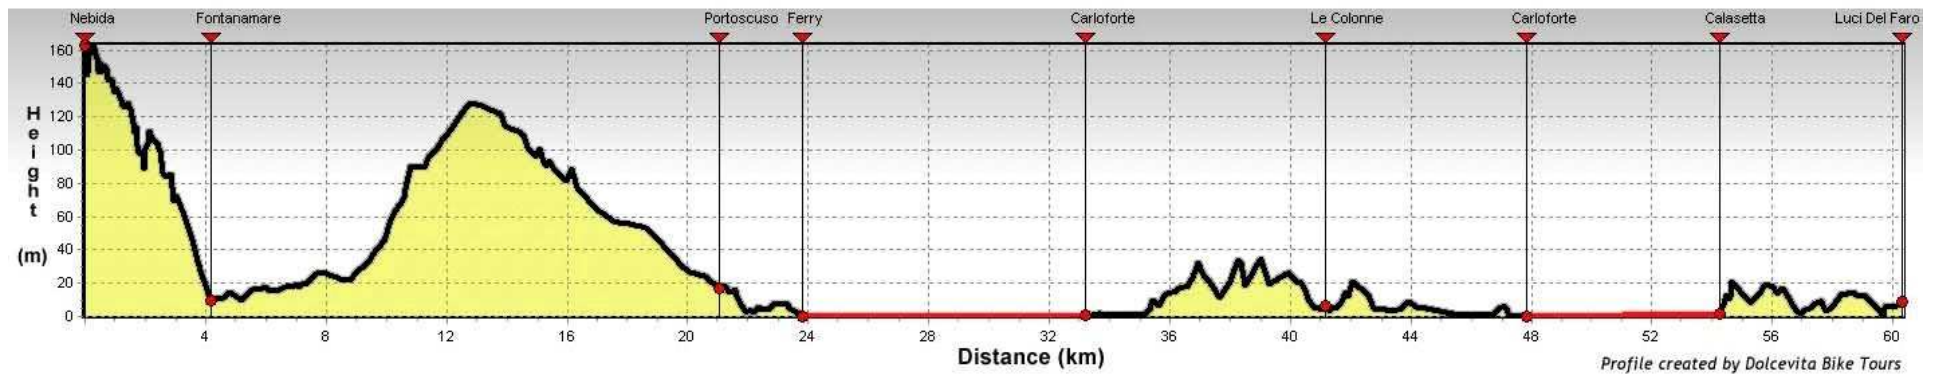 Nebida Fontanamare Portoscuso Ferry Carloforte Le Colonne Carloforte Calasetta Luci Del Faro
160
140
120
100
80
60
40
20
0
Height
(m)
4 8 12 16 20 24 28 32 36 40 44 48 52 56 60
Distance (km)
Profile created by Dolcevita Bike Tours